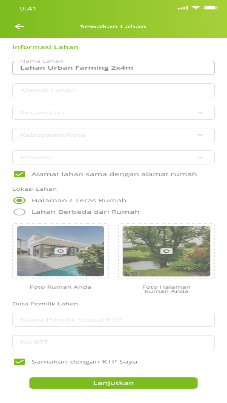 9:41
Sewakan Lahan
Informasi Lahan
Nama Lahan
Lahan Urban Farming 2x4m
Alamat Lahan
Kecamatan
Kabupaten/Kota
Provinsi
Alamat lahan sama dengan alamat rumah
Lokasi Lahan
Halaman / Teras Rumah
Lahan Berbeda dari Rumah
Foto Rumah Anda
Foto Halaman
Rumah Anda
Data Pemilik Lahan
Nama Pemilik Sesuai KTP
No KTP
Samakan dengan KTP Saya
Lanjutkan